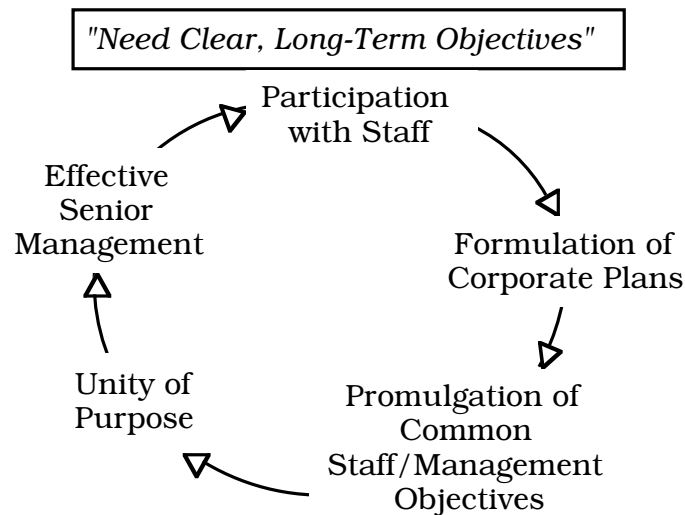 "Need Clear, Long-Term Objectives"
Participation
with Staff
Effective
Senior
Management
Formulation of
Corporate Plans
Unity of
Purpose
Promulgation of
Common
Staff/Management
Objectives